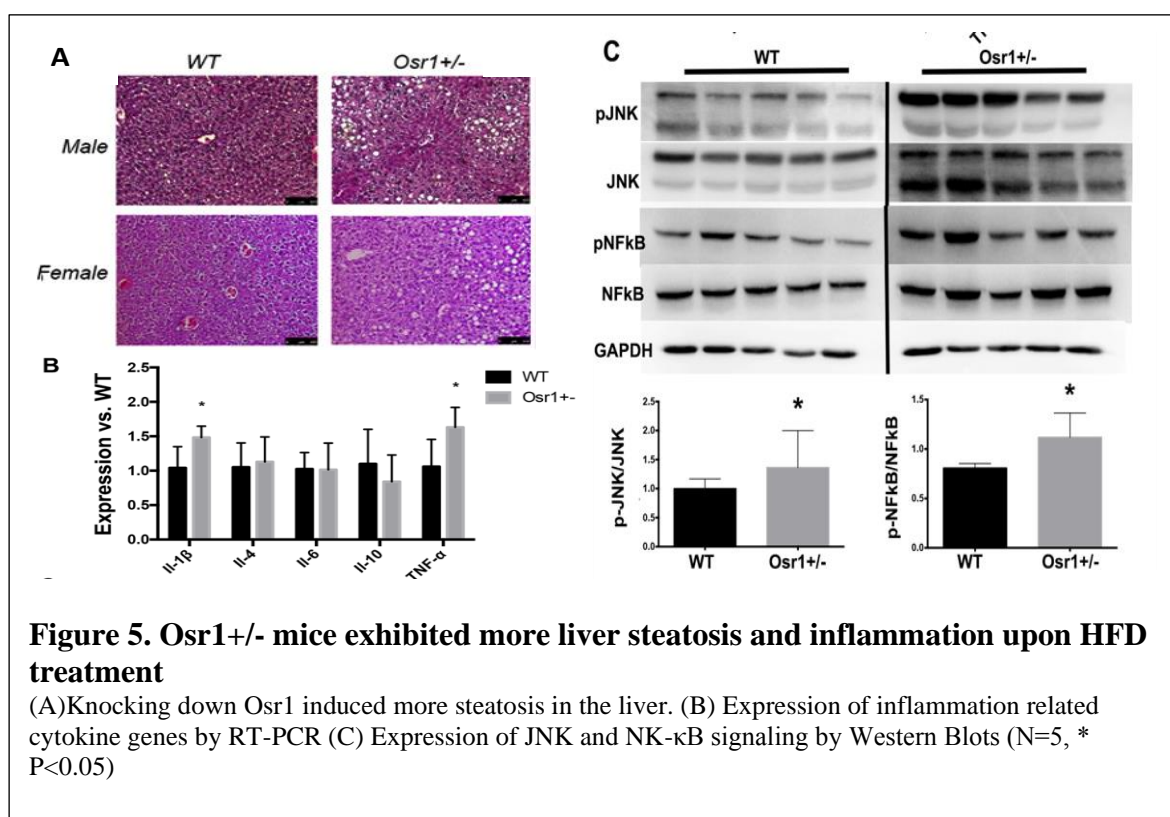 A
WT
Osr1+/-
Male
Female
B
Expression vs. WT
2.5
2.0
1.5
1.0
0.5
0.0
WT
Osr1+-
*
*
Il-1β
Il-4
Il-6
Il-10
TNF-α
C
WT
Osr1+/-
pJNK
JNK
pNFkB
NFkB
GAPDH
p-JNK/JNK
2.5
2.0
1.5
1.0
0.5
0.0
*
WT
Osr1+/-
p-NFkB/NFkB
1.5
1.0
0.5
0.0
*
WT
Osr1+/-
Figure 5. Osr1+/- mice exhibited more liver steatosis and inflammation upon HFD
treatment
(A)Knocking down Osr1 induced more steatosis in the liver. (B) Expression of inflammation related
cytokine genes by RT-PCR (C) Expression of JNK and NK-κB signaling by Western Blots (N=5, *
P<0.05)